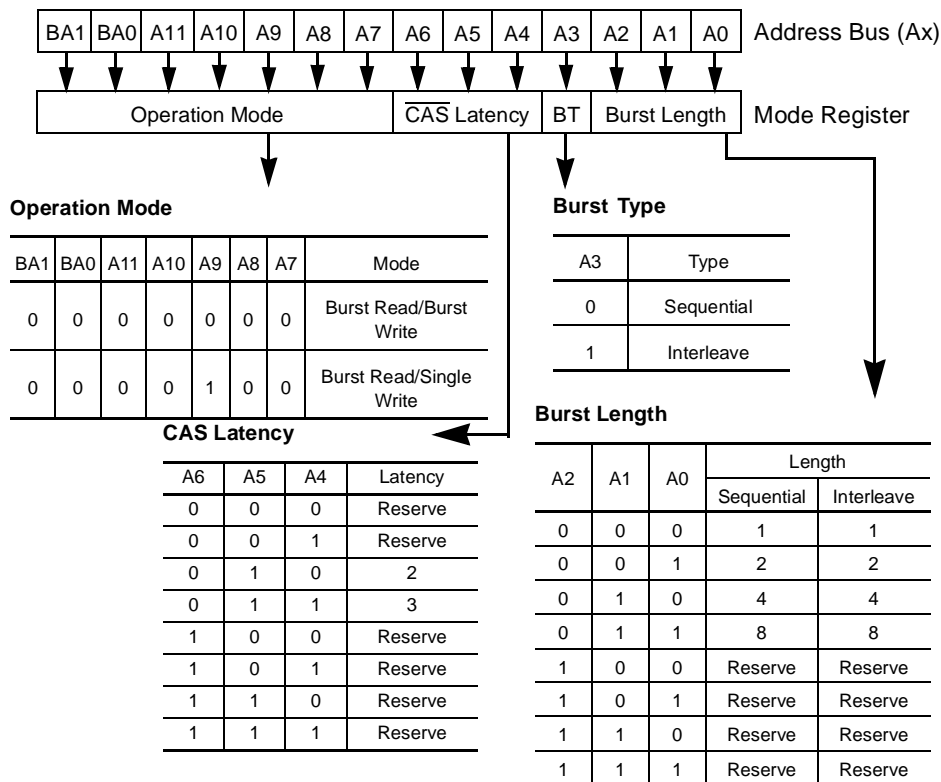 BA1 BA0 A11 A10 A9 A8 A7 A6 A5 A4 A3 A2 A1 A0 Address Bus (Ax)
Operation Mode CAS Latency BT Burst Length Mode Register
Operation Mode
BA1 BA0 A11 A10 A9 A8 A7 Mode
0 0 0 0 0 0 0 Burst Read/Burst
Write
0 0 0 0 1 0 0 Burst Read/Single
Write
Burst Type
A3 Type
0 Sequential
1 Interleave
CAS Latency
A6 A5 A4 Latency
0 0 0 Reserve
0 0 1 Reserve
0 1 0 2
0 1 1 3
1 0 0 Reserve
1 0 1 Reserve
1 1 0 Reserve
1 1 1 Reserve
Burst Length
A2 A1 A0 Length
Sequential Interleave
0 0 0 1 1
0 0 1 2 2
0 1 0 4 4
0 1 1 8 8
1 0 0 Reserve Reserve
1 0 1 Reserve Reserve
1 1 0 Reserve Reserve
1 1 1 Reserve Reserve